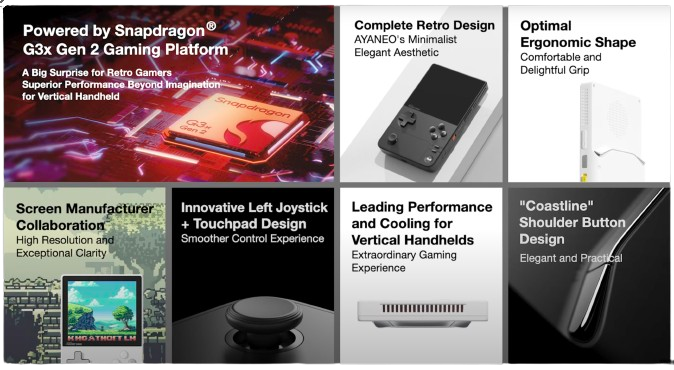 Powered by Snapdragon®
G3x Gen 2 Gaming Platform
A Big Surprise for Retro Gamers
Superior Performance Beyond Imagination
for Vertical Handheld
Snapdragon
G3x
Gen 2
Complete Retro Design
AYANEO's Minimalist
Elegant Aesthetic
Optimal
Ergonomic Shape
Comfortable and
Delightful Grip
Screen Manufacturer
Collaboration
High Resolution and
Exceptional Clarity
Innovative Left Joystick
+ Touchpad Design
Smoother Control Experience
Leading Performance
and Cooling for
Vertical Handhelds
Extraordinary Gaming
Experience
"Coastline"
Shoulder Button
Design
Elegant and Practical